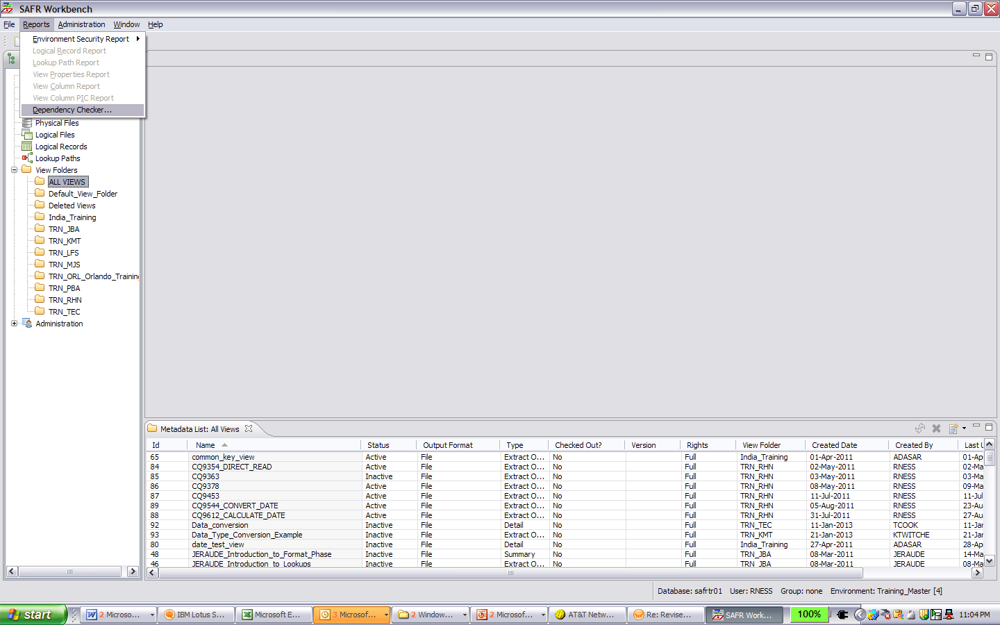 SAFR Workbench
File Reports Administration Window Help
Environment Security Report
Logical Record Report
Lookup Path Report
View Properties Report
View Column Report
View Column PIC Report
Dependency Checker...
Physical Files
Logical Files
Logical Records
Lookup Paths
View Folders
ALL VIEWS
Default_View_Folder
Deleted Views
India_Training
TRN_JBA
TRN_KMT
TRN_LFS
TRN_MJS
TRN_ORL_Orlando_Training
TRN_PBA
TRN_RHN
TRN_TEC
Administration
Metadata List: All Views
Id Name Status Output Format Type Checked Out? Version Rights View Folder Created Date Created By Last U
65 common_key_view Active File Extract O... No Full India_Training 01-Apr-2011 ADASAR 01-Ap
84 CQ9354_DIRECT_READ Active File Extract O... No Full TRN_RHN 02-May-2011 RNESS 02-Ma
85 CQ9363 Inactive File Extract O... No Full TRN_RHN 03-May-2011 RNESS 03-Ma
86 CQ9378 Active File Extract O... No Full TRN_RHN 08-May-2011 RNESS 09-Ma
87 CQ9453 Active File Extract O... No Full TRN_RHN 11-Jul-2011 RNESS 11-Jul
89 CQ9544_CONVERT_DATE Active File Extract O... No Full TRN_RHN 05-Aug-2011 RNESS 23-Au
88 CQ9612_CALCULATE_DATE Active File Extract O... No Full TRN_RHN 31-Jul-2011 RNESS 27-Au
92 Data_conversion Inactive File Detail No Full TRN_TEC 11-Jan-2013 TCOOK 11-Jan
93 Data_Type_Conversion_Example Inactive File Extract O... No Full TRN_KMT 21-Jan-2013 KTWITCHE 21-Jan
80 date_test_view Inactive File Detail No Full India_Training 27-Apr-2011 ADASAR 28-Ap
48 JERAUDE_Introduction_to_Format_Phase Inactive File Summary No Full TRN_JBA 08-Mar-2011 JERAUDE 14-Ma
46 JERAUDE_Introduction_to_Lookups Inactive File Extract O... No Full TRN_JBA 08-Mar-2011 JERAUDE 08-Ma
Database: safrtr01 User: RNESS Group: none Environment: Training_Master [4]
start 2 Microso... IBM Lotus S... Microsoft E... 3 Microsof... 2 Window... 2 Microsof... AT&T Netw... Re: Revise... SAFR Work... 100% 11:04 PM